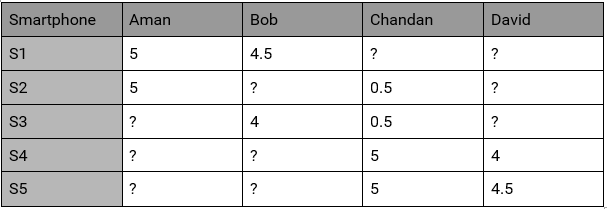 Smartphone Aman Bob Chandan David
S1 5 4.5 ? ?
S2 5 ? 0.5 ?
S3 ? 4 0.5 ?
S4 ? ? 5 4
S5 ? ? 5 4.5